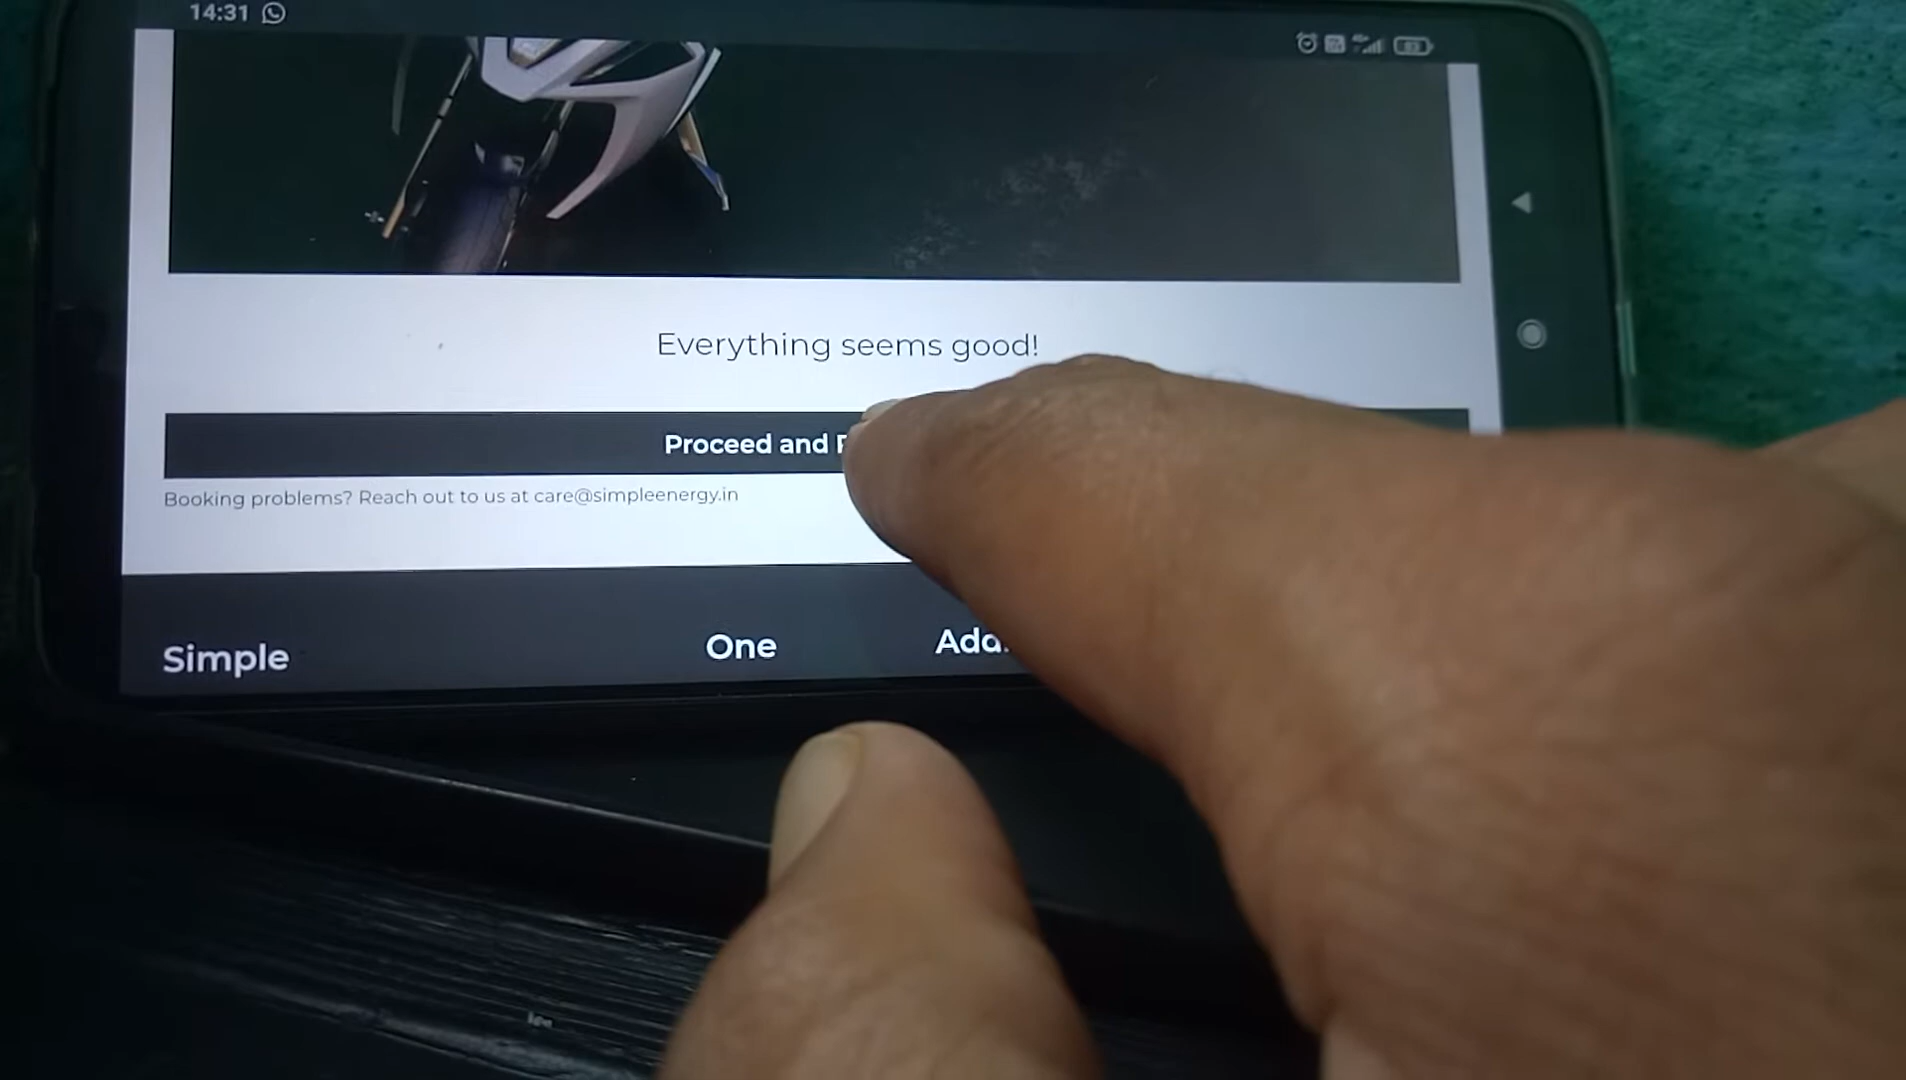 14:31
Everything seems good!
Proceed and
Booking problems? Reach out to us at care@simpleenergy.in
Simple One